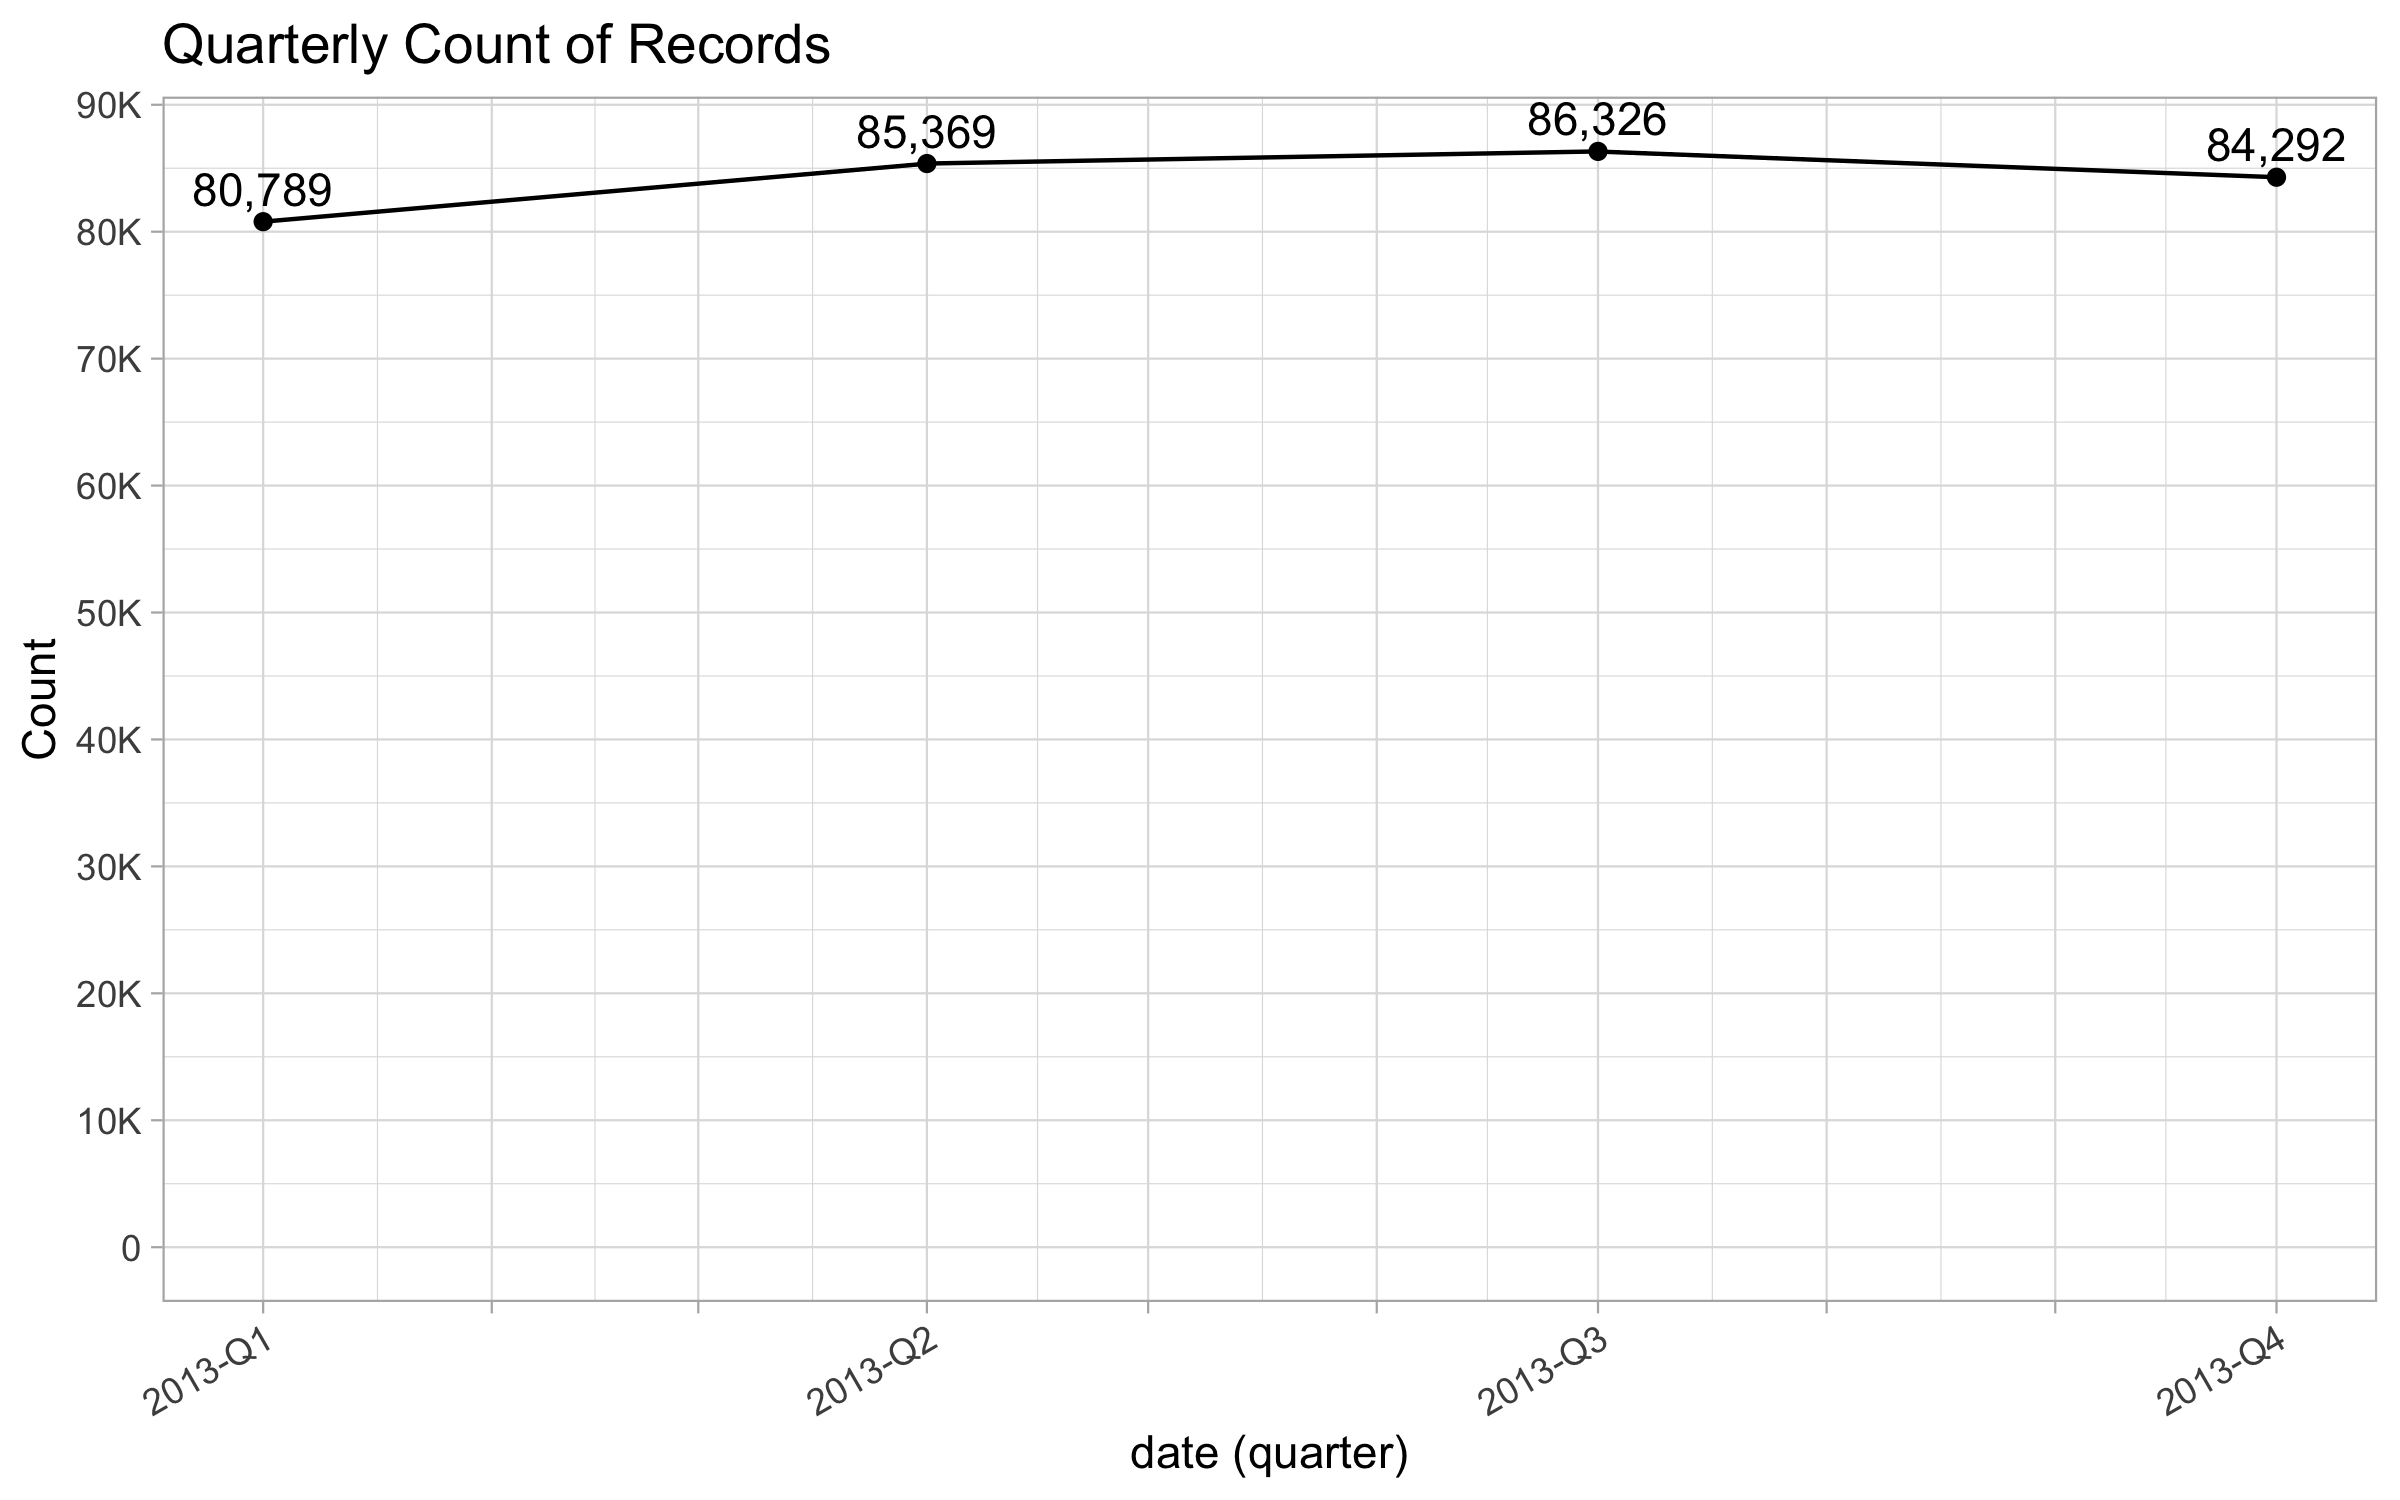 Quarterly Count of Records
90K
80K
70K
60K
50K
40K
30K
20K
10K
0
Count
80,789
85,369
86,326
84,292
2013-Q1
2013-Q2
2013-Q3
2013-Q4
date (quarter)